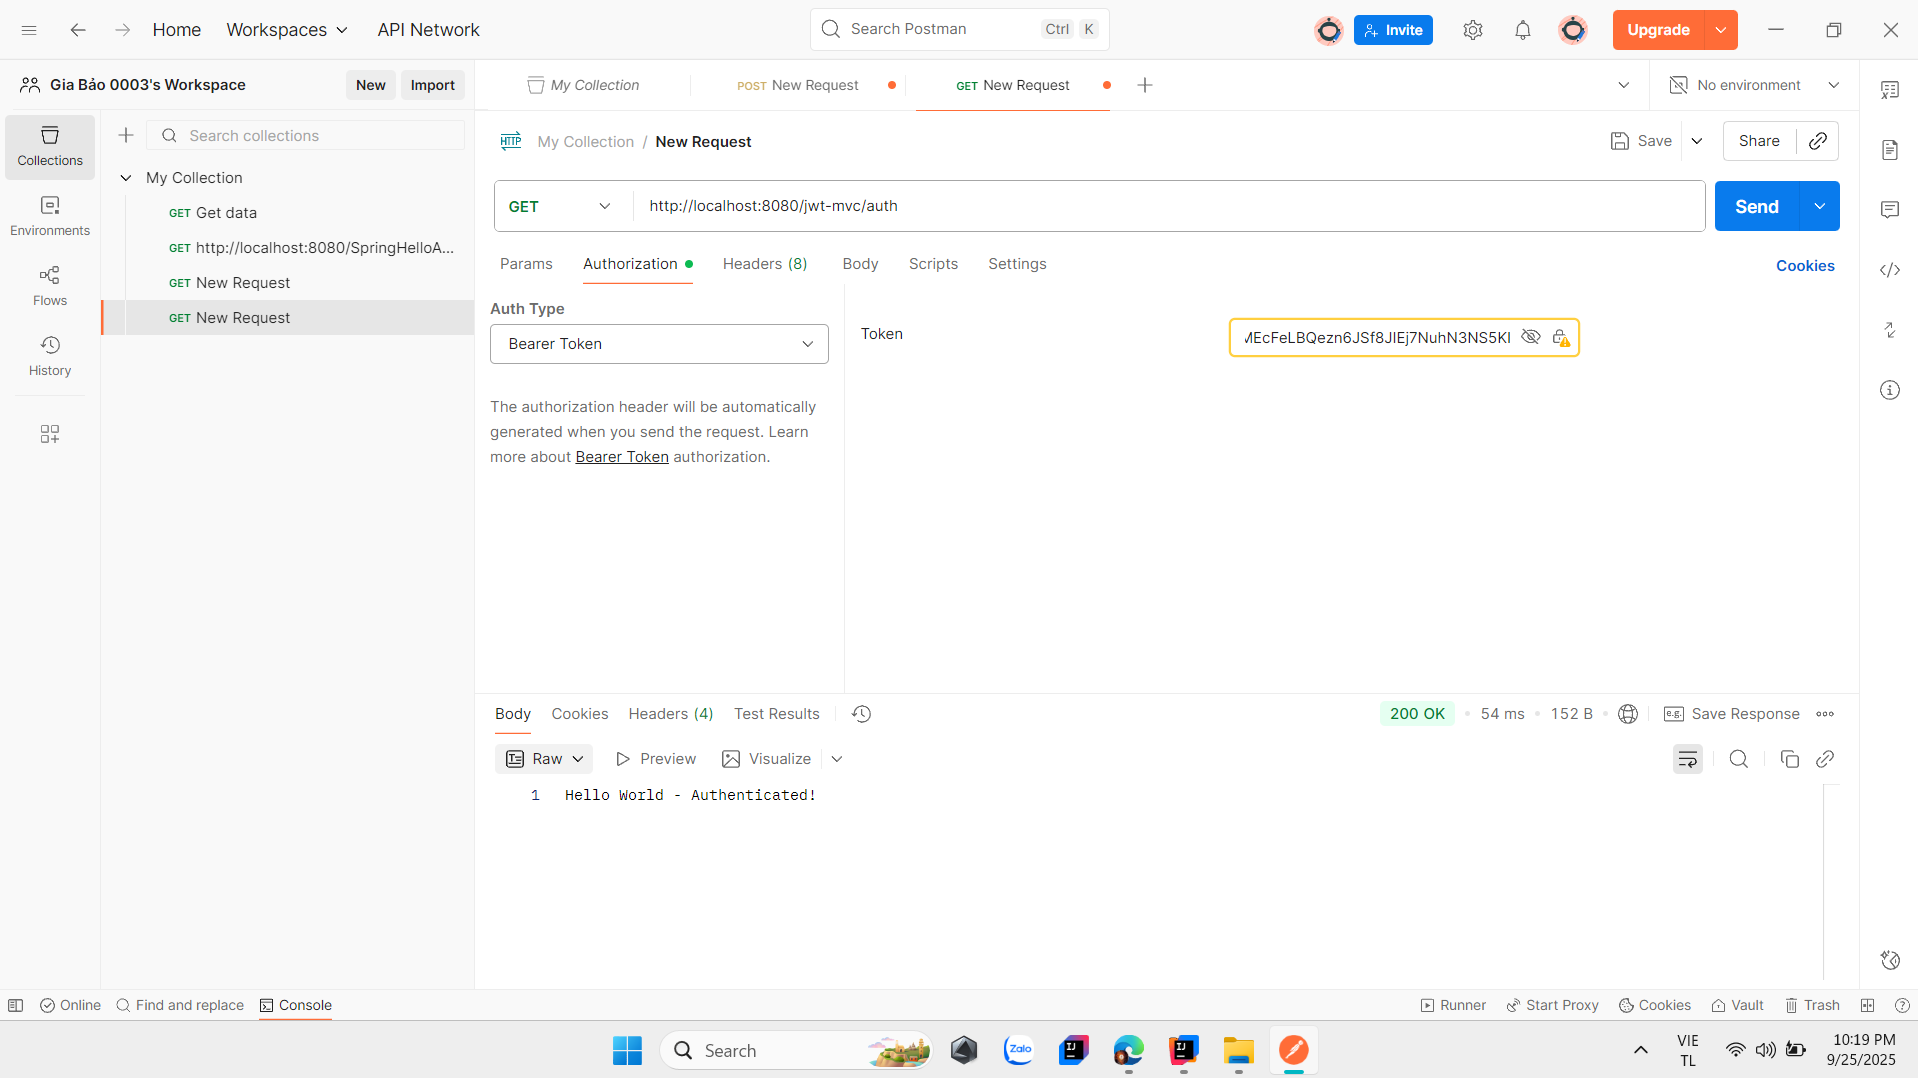 Home
Workspaces
API Network
Search Postman
Ctrl K
Invite
Upgrade
Gia Bảo 0003's Workspace
New
Import
My Collection
POST New Request
GET New Request
No environment
Collections
Environments
Flows
History
Search collections
My Collection
GET Get data
GET http://localhost:8080/SpringHelloA...
GET New Request
GET New Request
HTTP My Collection / New Request
Save
Share
GET
http://localhost:8080/jwt-mvc/auth
Send
Params
Authorization
Headers (8)
Body
Scripts
Settings
Cookies
Auth Type
Bearer Token
The authorization header will be automatically
generated when you send the request. Learn
more about Bearer Token authorization.
Token
Body
Cookies
Headers (4)
Test Results
200 OK
54 ms
152 B
e.g. Save Response
Raw
Preview
Visualize
1 Hello World - Authenticated!
Online
Find and replace
Console
Runner
Start Proxy
Cookies
Vault
Trash
Search
Zalo
IJ
IJ
VIE
TL
10:19 PM
9/25/2025